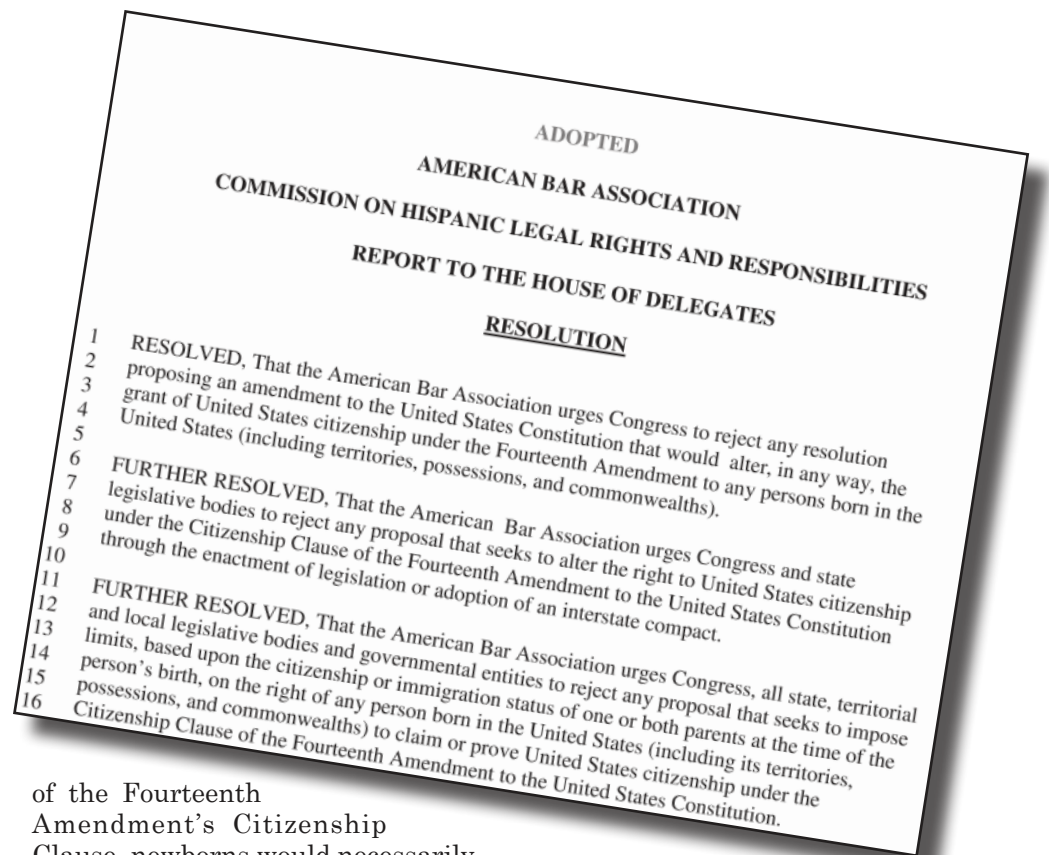 ADOPTED
AMERICAN BAR ASSOCIATION
COMMISSION ON HISPANIC LEGAL RIGHTS AND RESPONSIBILITIES
REPORT TO THE HOUSE OF DELEGATES
RESOLUTION
1 RESOLVED, That the American Bar Association urges Congress to reject any resolution
2 proposing an amendment to the United States Constitution that would alter, in any way, the
3 grant of United States citizenship under the Fourteenth Amendment to any persons born in the
4 United States (including territories, possessions, and commonwealths).
5
6 FURTHER RESOLVED, That the American Bar Association urges Congress and state
7 legislative bodies to reject any proposal that seeks to alter the right to United States citizenship
8 under the Citizenship Clause of the Fourteenth Amendment to the United States Constitution
9 through the enactment of legislation or adoption of an interstate compact.
10
11 FURTHER RESOLVED, That the American Bar Association urges Congress, all state, territorial
12 and local legislative bodies and governmental entities to reject any proposal that seeks to impose
13 limits, based upon the citizenship or immigration status of one or both parents at the time of the
14 person's birth, on the right of any person born in the United States (including its territories,
15 possessions, and commonwealths) to claim or prove United States citizenship under the
16 Citizenship Clause of the Fourteenth Amendment to the United States Constitution.
of the Fourteenth
Amendment's Citizenship
Clause, newborns would necessarily